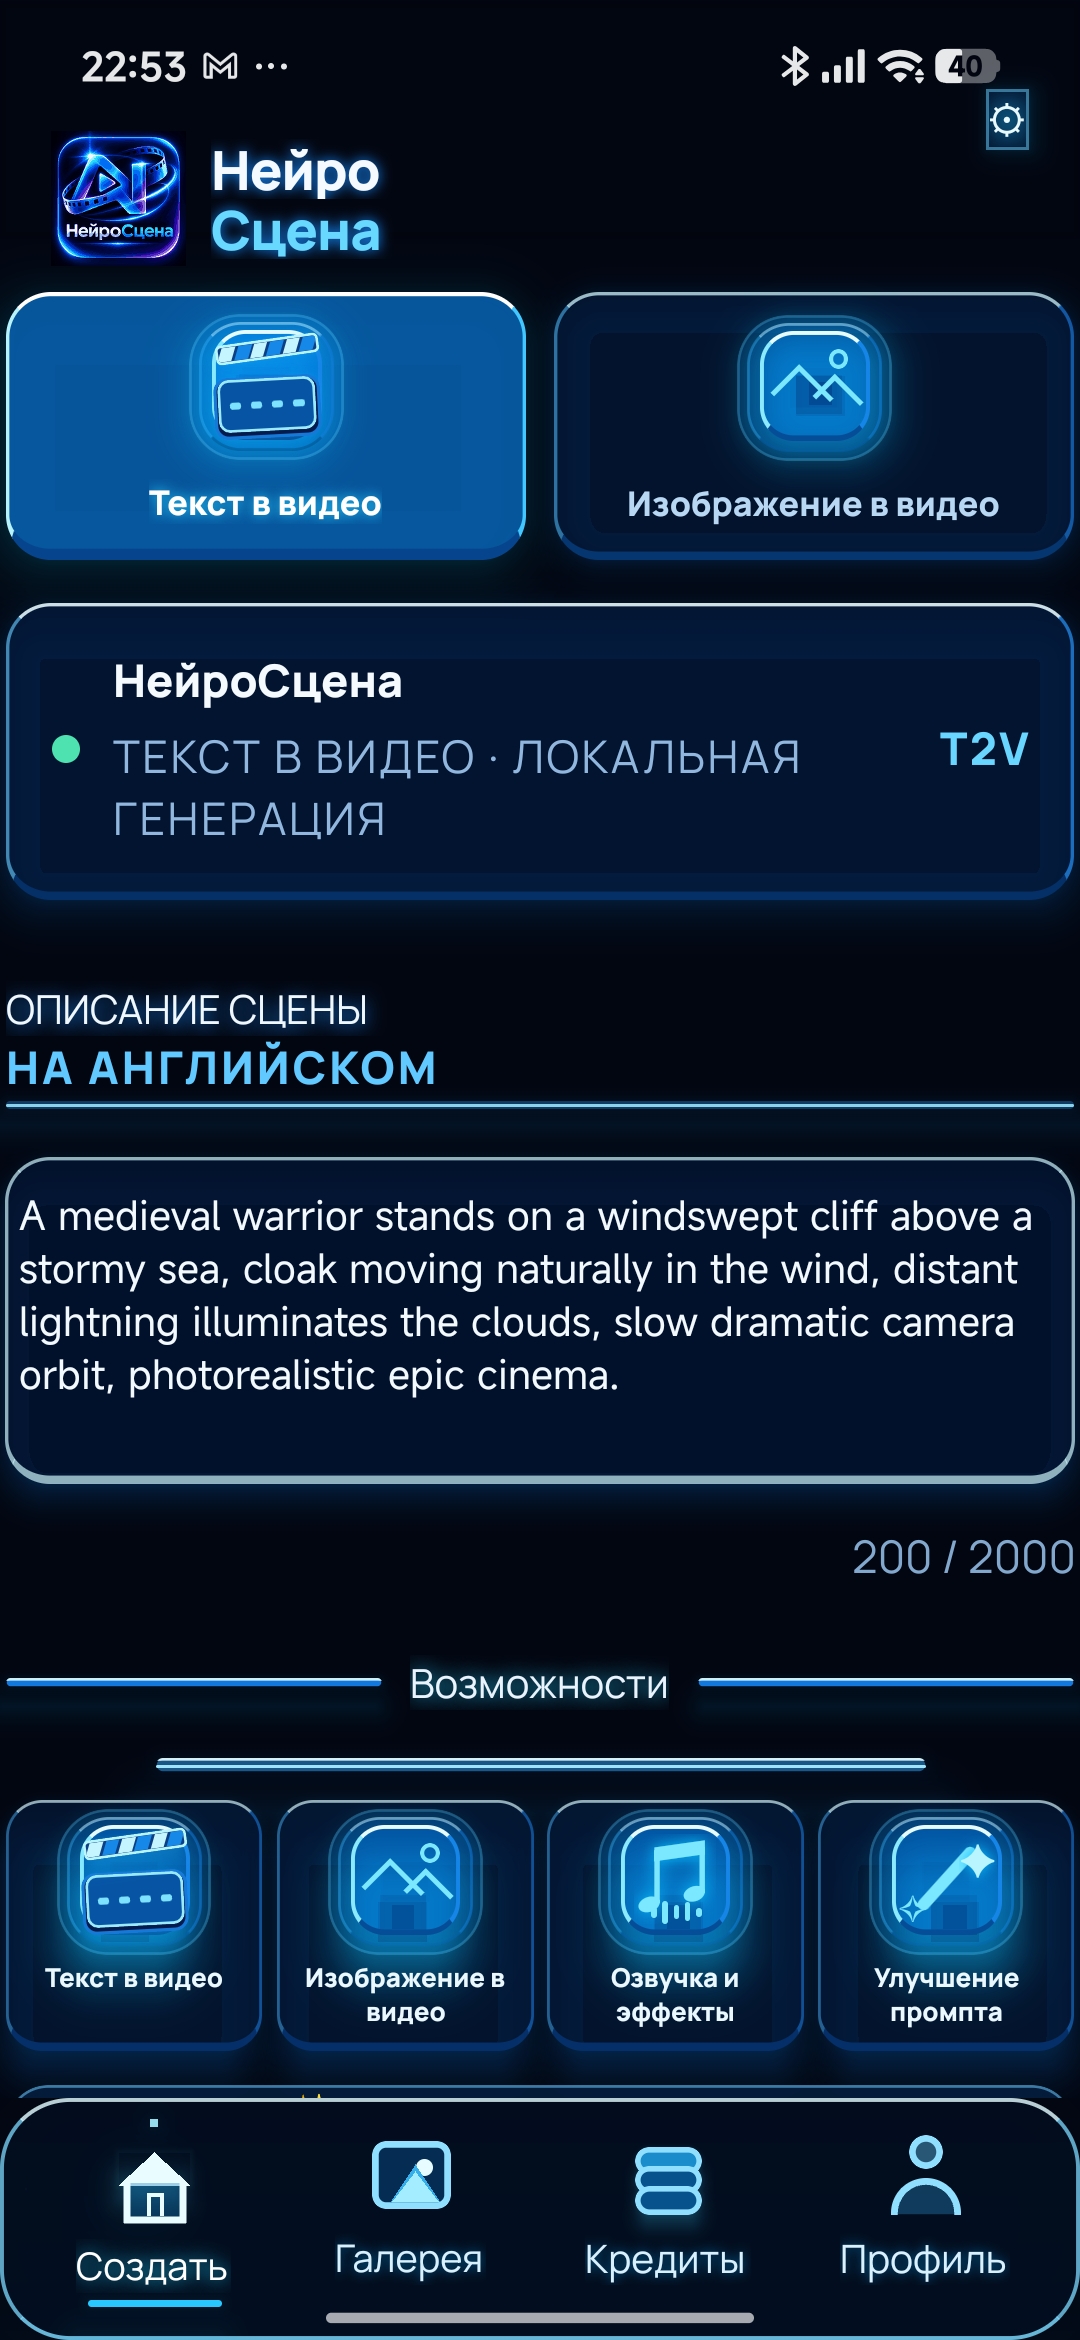 22:53
40
НейроСцена
Нейро
Сцена
Текст в видео
Изображение в видео
НейроСцена
ТЕКСТ В ВИДЕО · ЛОКАЛЬНАЯ
ГЕНЕРАЦИЯ
T2V
ОПИСАНИЕ СЦЕНЫ
НА АНГЛИЙСКОМ
A medieval warrior stands on a windswept cliff above a
stormy sea, cloak moving naturally in the wind, distant
lightning illuminates the clouds, slow dramatic camera
orbit, photorealistic epic cinema.
200 / 2000
Возможности
Текст в видео
Изображение в
видео
Озвучка и
эффекты
Улучшение
промпта
Создать
Галерея
Кредиты
Профиль